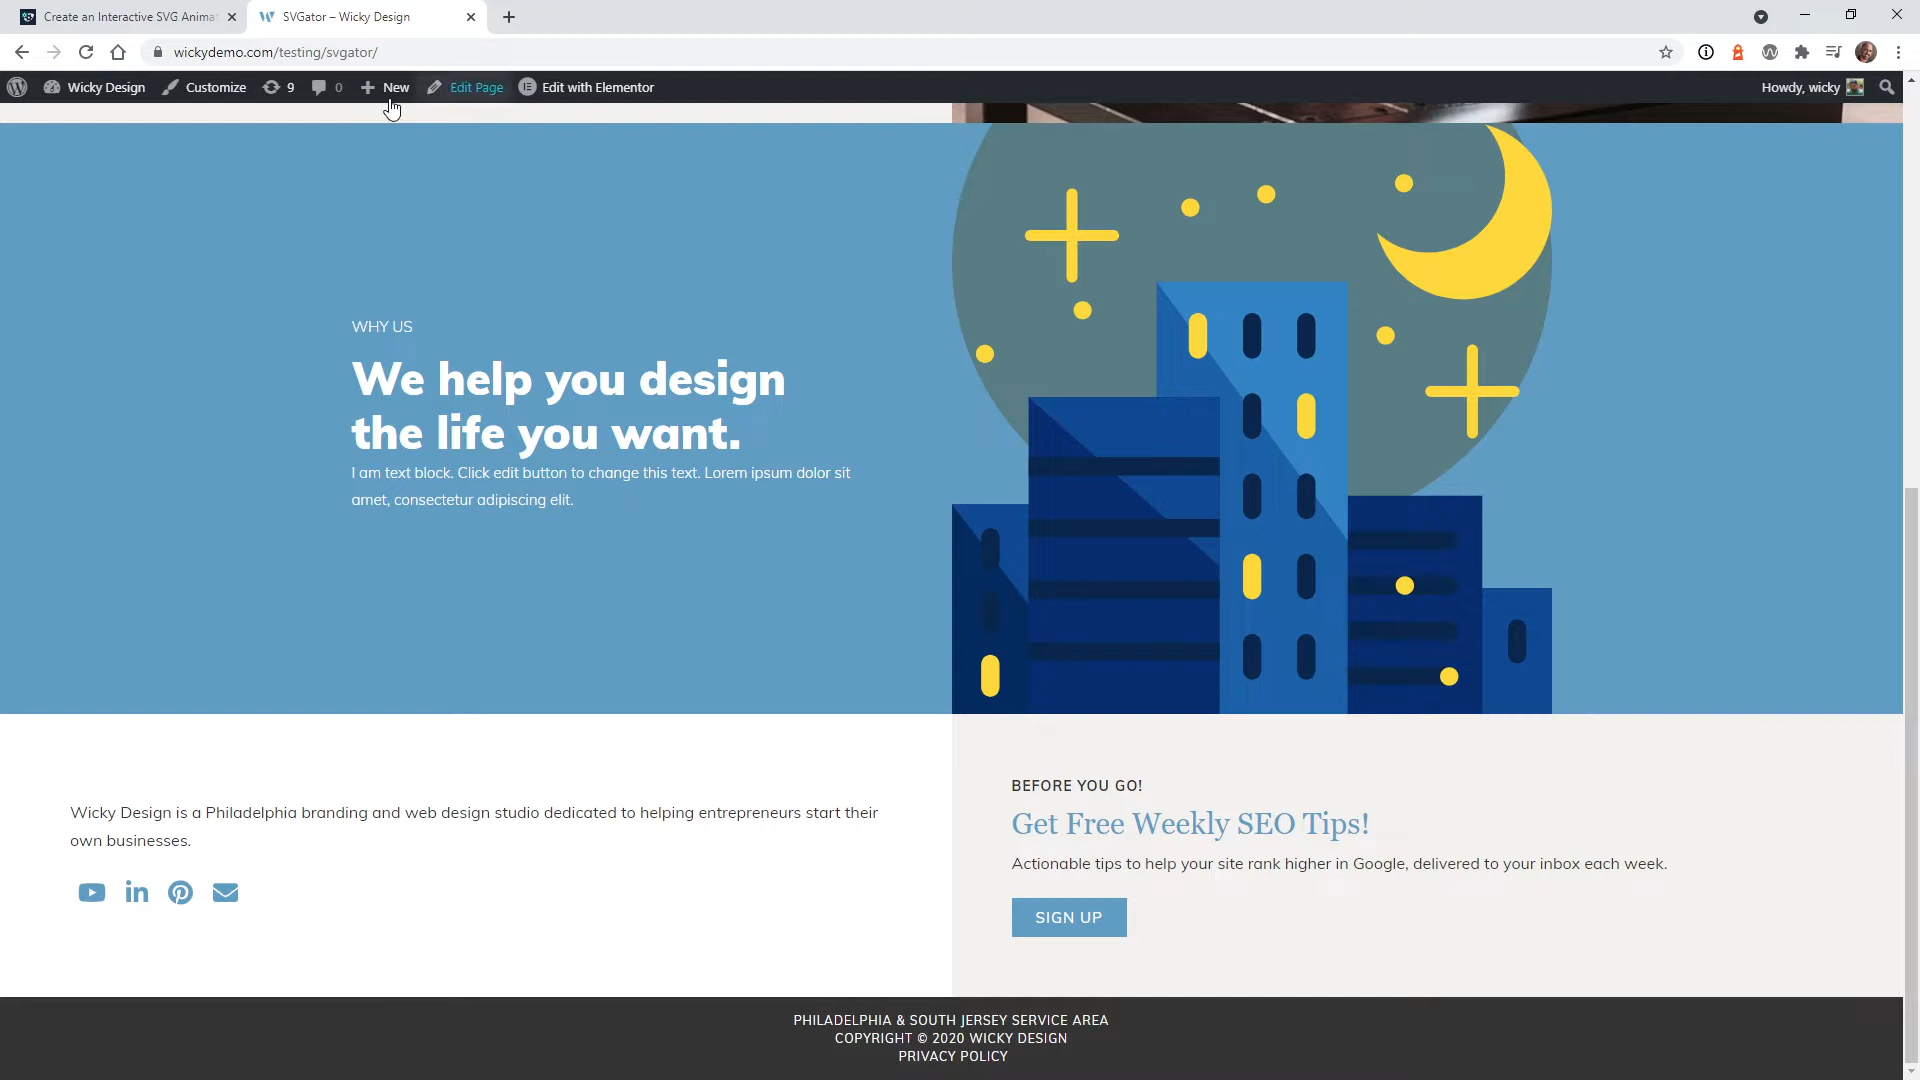 Create an Interactive SVG Animat
SVGator – Wicky Design
wickydemo.com/testing/svgator/
Wicky Design
Customize
9
0
New
Edit Page
Edit with Elementor
Howdy, wicky
WHY US
We help you design
the life you want.
I am text block. Click edit button to change this text. Lorem ipsum dolor sit
amet, consectetur adipiscing elit.
Wicky Design is a Philadelphia branding and web design studio dedicated to helping entrepreneurs start their
own businesses.
BEFORE YOU GO!
Get Free Weekly SEO Tips!
Actionable tips to help your site rank higher in Google, delivered to your inbox each week.
SIGN UP
PHILADELPHIA & SOUTH JERSEY SERVICE AREA
COPYRIGHT © 2020 WICKY DESIGN
PRIVACY POLICY